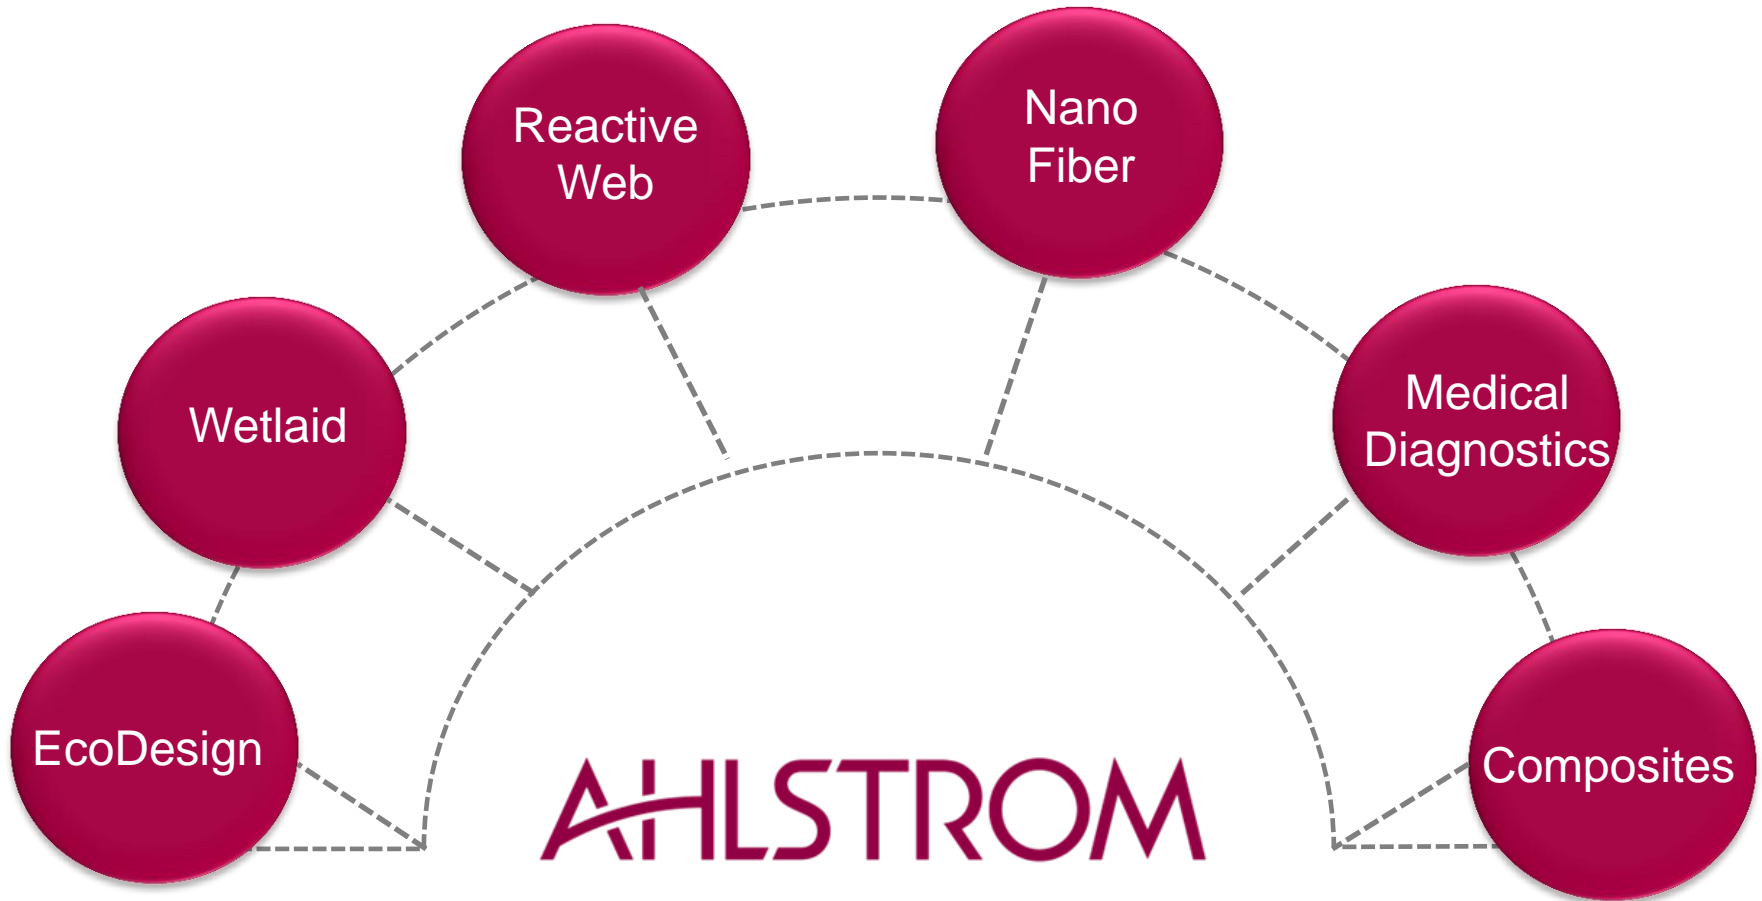 Reactive
Web
Nano
Fiber
Wetlaid
Medical
Diagnostics
EcoDesign
Composites
AHLSTROM